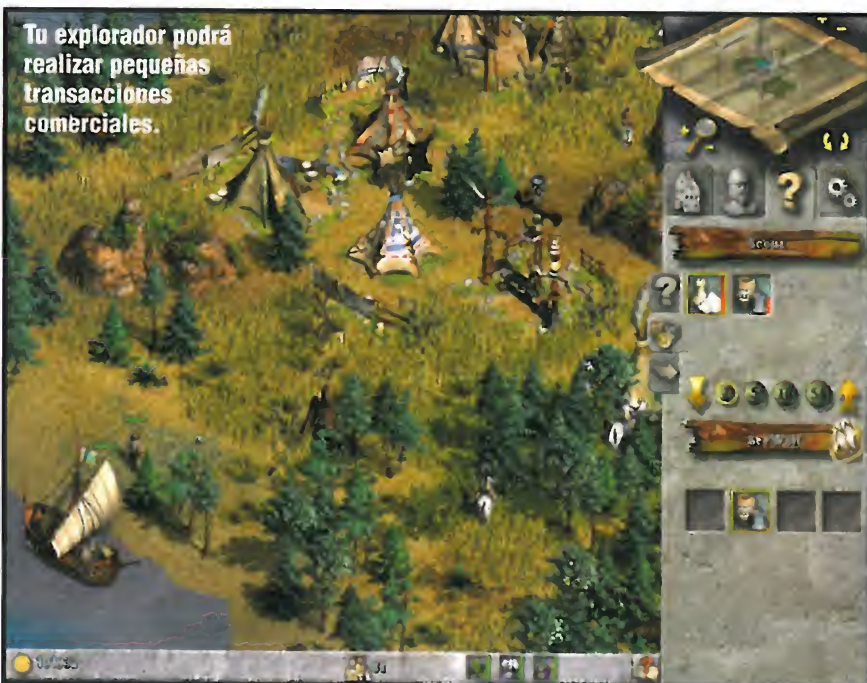 Tu explorador podrá
realizar pequeñas
transacciones
comerciales.